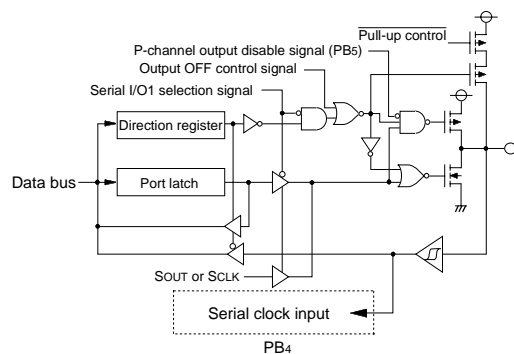 Pull-up control
P-channel output disable signal (PB5)
Output OFF control signal
Serial I/O1 selection signal
Direction register
Data bus
Port latch
SOUT or SCLK
Serial clock input
PB4